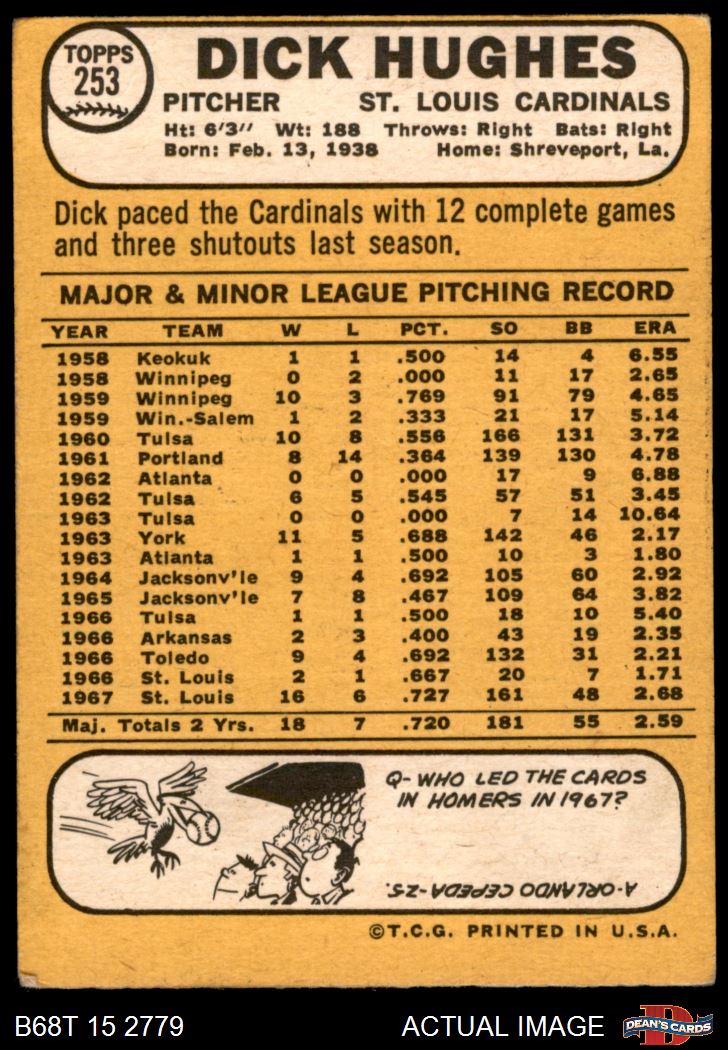 TOPPS
253
DICK HUGHES
PITCHER ST. LOUIS CARDINALS
Ht: 6'3" Wt: 188 Throws: Right Bats: Right
Born: Feb. 13, 1938 Home: Shreveport, La.
Dick paced the Cardinals with 12 complete games
and three shutouts last season.
MAJOR & MINOR LEAGUE PITCHING RECORD
YEAR TEAM W L PCT. SO BB ERA
1958 Keokuk 1 1 .500 14 4 6.55
1958 Winnipeg 0 2 .000 11 17 2.65
1959 Winnipeg 10 3 .769 91 79 4.65
1959 Win.-Salem 1 2 .333 21 17 5.14
1960 Tulsa 10 8 .556 166 131 3.72
1961 Portland 8 14 .364 139 130 4.78
1962 Atlanta 0 0 .000 17 9 6.88
1962 Tulsa 6 5 .545 57 51 3.45
1963 Tulsa 0 0 .000 7 14 10.64
1963 York 11 5 .688 142 46 2.17
1963 Atlanta 1 1 .500 10 3 1.80
1964 Jacksonv'le 9 4 .692 105 60 2.92
1965 Jacksonv'le 7 8 .467 109 64 3.82
1966 Tulsa 1 1 .500 18 10 5.40
1966 Arkansas 2 3 .400 43 19 2.35
1966 Toledo 9 4 .692 132 31 2.21
1966 St. Louis 2 1 .667 20 7 1.71
1967 St. Louis 16 6 .727 161 48 2.68
Maj. Totals 2 Yrs. 18 7 .720 181 55 2.59
Q- WHO LED THE CARDS
IN HOMERS IN 1967?
A-ORLANDO CEPEDA-25.
©T.C.G. PRINTED IN U.S.A.
B68T 15 2779 ACTUAL IMAGE
D
DEAN'S CARDS